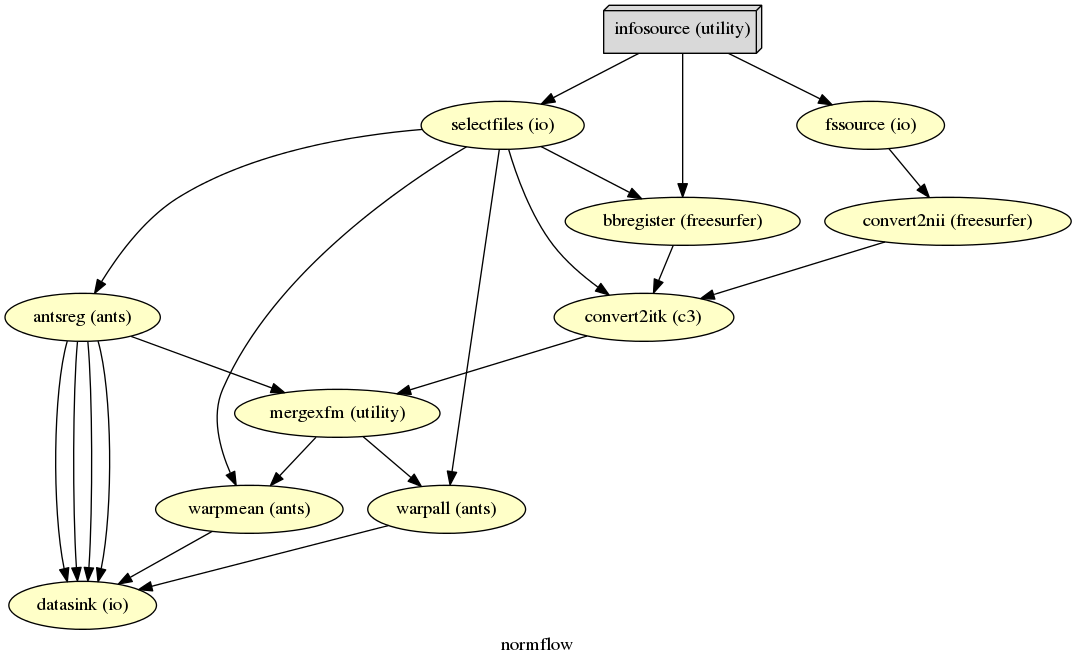 infosource (utility)
selectfiles (io)
fssource (io)
bbregister (freesurfer)
convert2nii (freesurfer)
antsreg (ants)
convert2itk (c3)
mergexfm (utility)
warpmean (ants)
warpall (ants)
datasink (io)
normflow